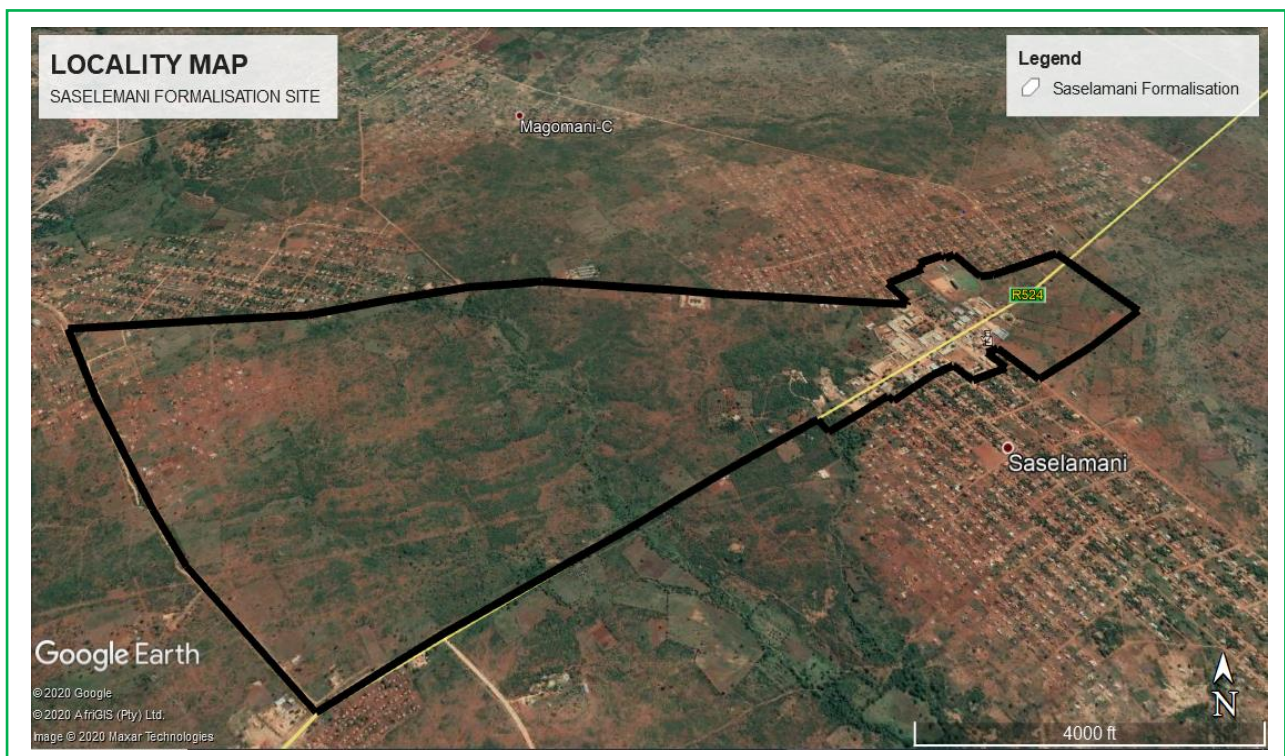 LOCALITY MAP
SASELEMANI FORMALISATION SITE
Legend
Saselamani Formalisation
Magomani-C
R524
Saselamani
Google Earth
© 2020 Google
© 2020 AfriGIS (Pty) Ltd.
Image © 2020 Maxar Technologies
N
4000 ft